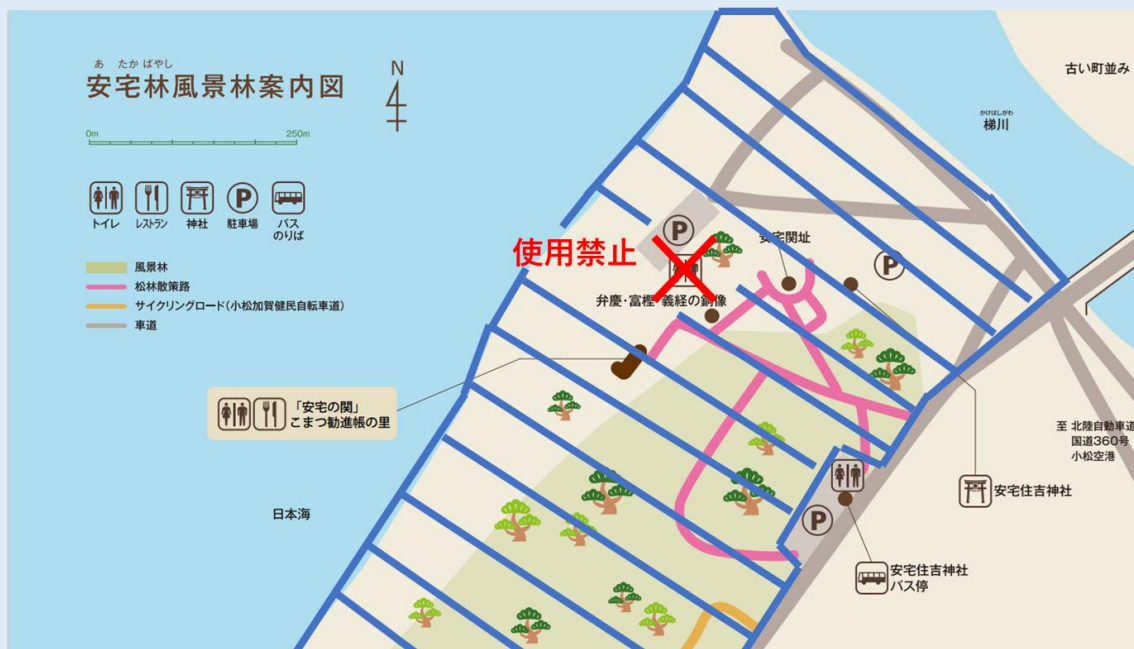 あ たか ばやし
安宅林風景林案内図
N
0m 250m
トイレ
レストラン
神社
P
駐車場
バス
のりば
風景林
松林散策路
サイクリングロード(小松加賀健民自転車道)
車道
古い町並み
かけはしがわ
梯川
P
使用禁止
安宅関址
P
弁慶・富樫・義経の銅像
「安宅の関」
こまつ勧進帳の里
至 北陸自動車道
国道360号
小松空港
安宅住吉神社
日本海
P
安宅住吉神社
バス停